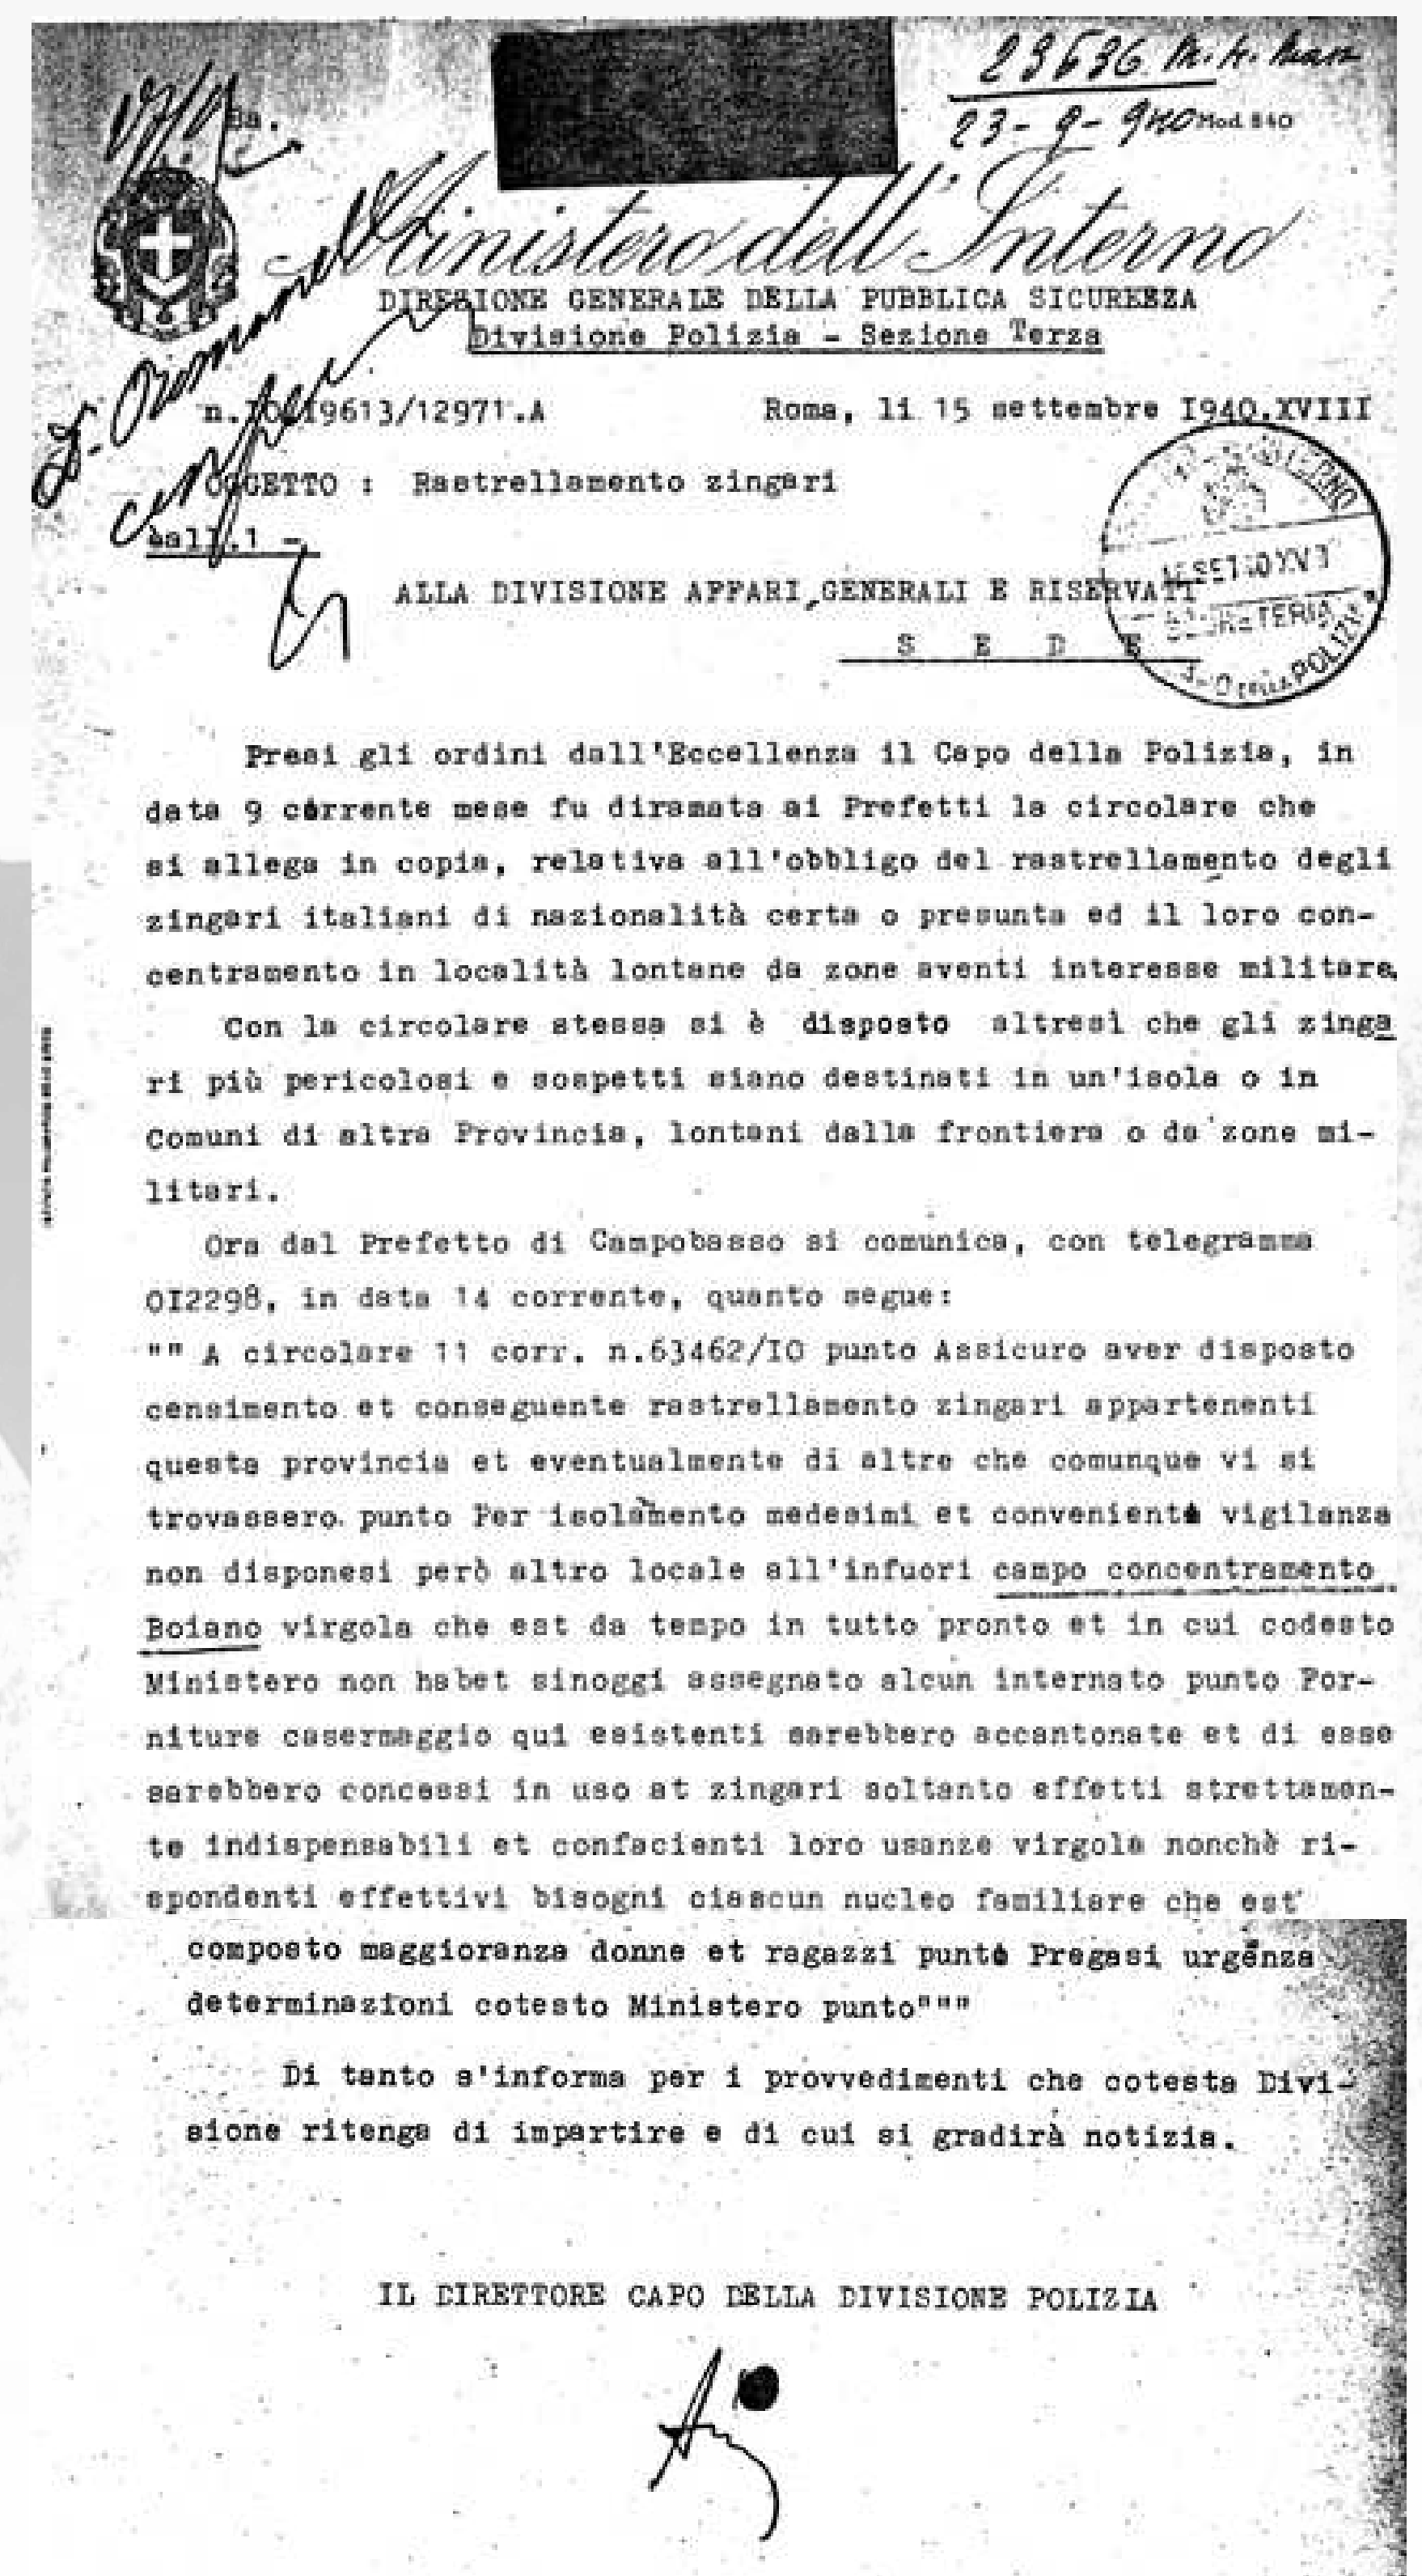 23636
23-9-940 Mod 840
Ministero dell'Interno
DIREZIONE GENERALE DELLA PUBBLICA SICUREZZA
Divisione Polizia - Sezione Terza
19613/12971.A Roma, li 15 settembre I940.XVIII
OGGETTO : Rastrellamento zingari
all.1 -
ALLA DIVISIONE AFFARI GENERALI E RISERVATI
S E D E
SEGRETERIA
POLIZIA
Presi gli ordini dall'Eccellenza il Capo della Polizia, in
data 9 corrente mese fu diramata ai Prefetti la circolare che
si allega in copia, relativa all'obbligo del rastrellamento degli
zingari italiani di nazionalità certa o presunta ed il loro con-
centramento in località lontane da zone aventi interesse militare.
Con la circolare stessa si è disposto altresì che gli zinga
ri più pericolosi e sospetti siano destinati in un'isola o in
Comuni di altra Provincia, lontani dalla frontiera o da zone mi-
litari.
Ora dal Prefetto di Campobasso si comunica, con telegramma
OI2298, in data 14 corrente, quanto segue:
"" A circolare 11 corr. n.63462/IO punto Assicuro aver disposto
censimento et conseguente rastrellamento zingari appartenenti
questa provincia et eventualmente di altre che comunque vi si
trovassero punto Per isolamento medesimi et conveniente vigilanza
non disponesi però altro locale all'infuori campo concentramento
Boiano virgola che est da tempo in tutto pronto et in cui codesto
Ministero non habet sinoggi assegnato alcun internato punto For-
niture casermaggio qui esistenti sarebbero accantonate et di esse
sarebbero concessi in uso at zingari soltanto effetti strettamen-
te indispensabili et confacienti loro usanze virgola nonchè ri-
spondenti effettivi bisogni ciascun nucleo familiare che est
composto maggioranza donne et ragazzi punto Pregasi urgenza
determinazioni cotesto Ministero punto"""
Di tanto s'informa per i provvedimenti che cotesta Divi-
sione ritenga di impartire e di cui si gradirà notizia.
IL DIRETTORE CAPO DELLA DIVISIONE POLIZIA